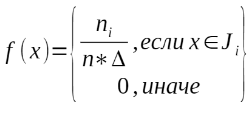 f(x)={ n_i / n*Δ , если x∈J_i
0, иначе }